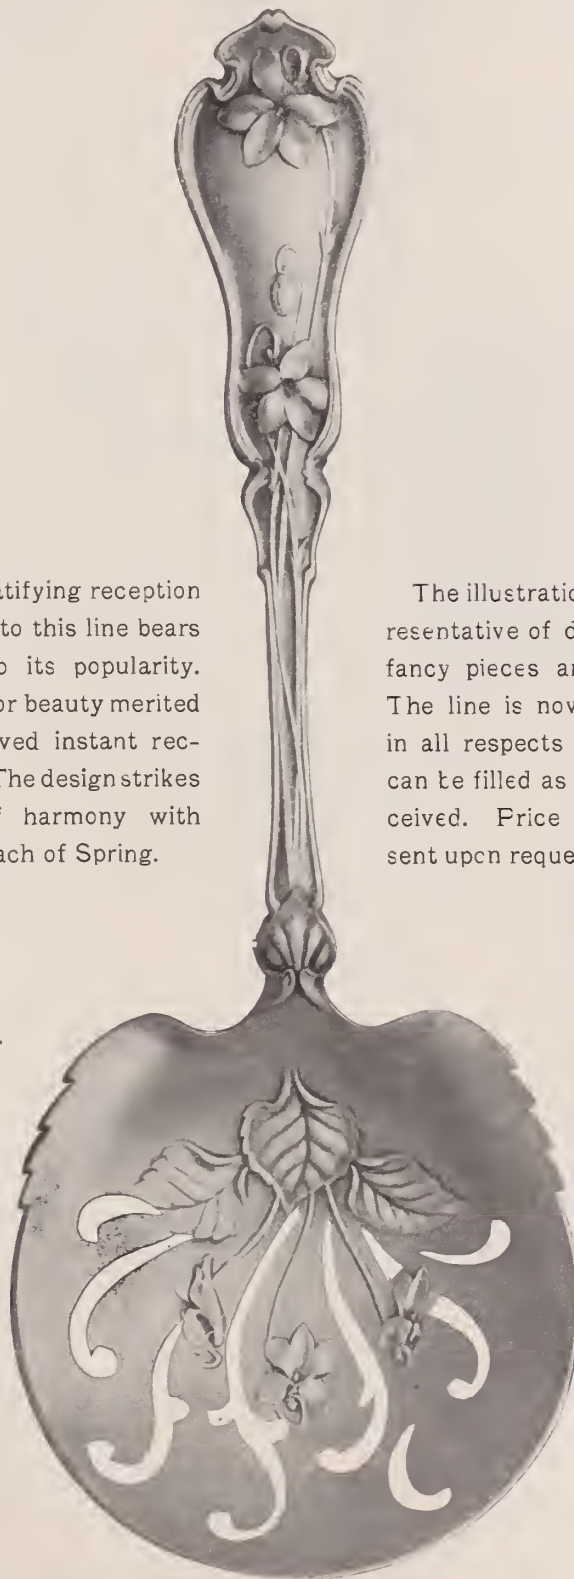 atifying reception
to this line bears
o its popularity.
or beauty merited
ved instant rec-
The design strikes
f harmony with
ach of Spring.
The illustratio
resentative of d
fancy pieces ar
The line is nov
in all respects
can be filled as
ceived. Price
sent upon reque